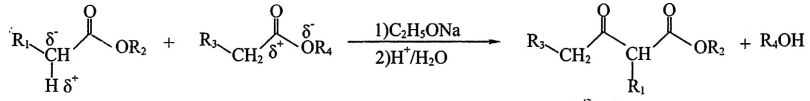 O O O O
R₁ δ⁻ δ⁻ 1)C₂H₅ONa R₃
CH OR₂ + R₃ CH₂ δ⁺ OR₄ 2)H⁺/H₂O CH₂ CH OR₂ + R₄OH
H δ⁺ R₁